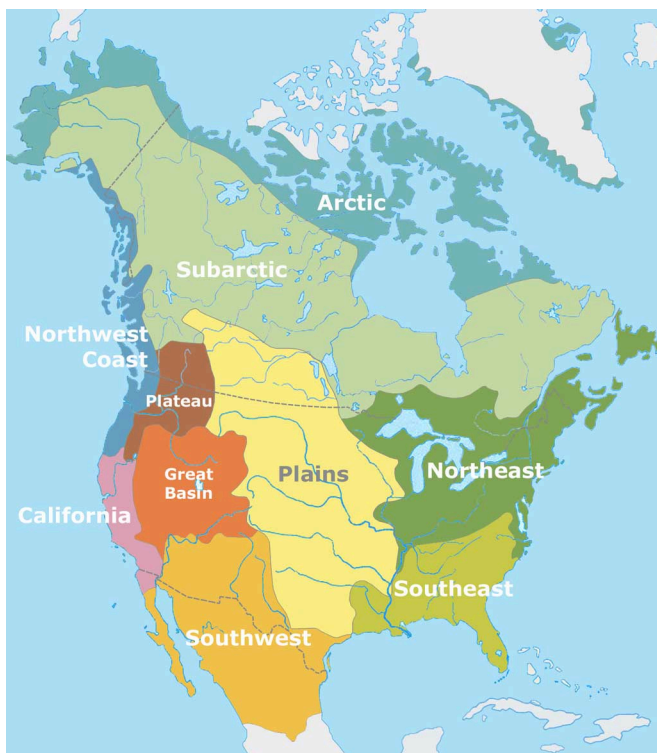 Arctic
Subarctic
Northwest
Coast
Plateau
Great
Basin
Plains
Northeast
California
Southeast
Southwest